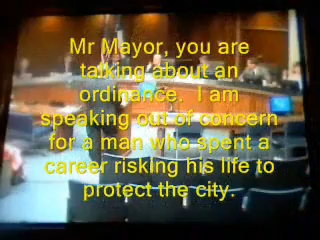 Mr Mayor, you are
talking about an
ordinance.  I am
speaking out of concern
for a man who spent a
career risking his life to
protect the city.